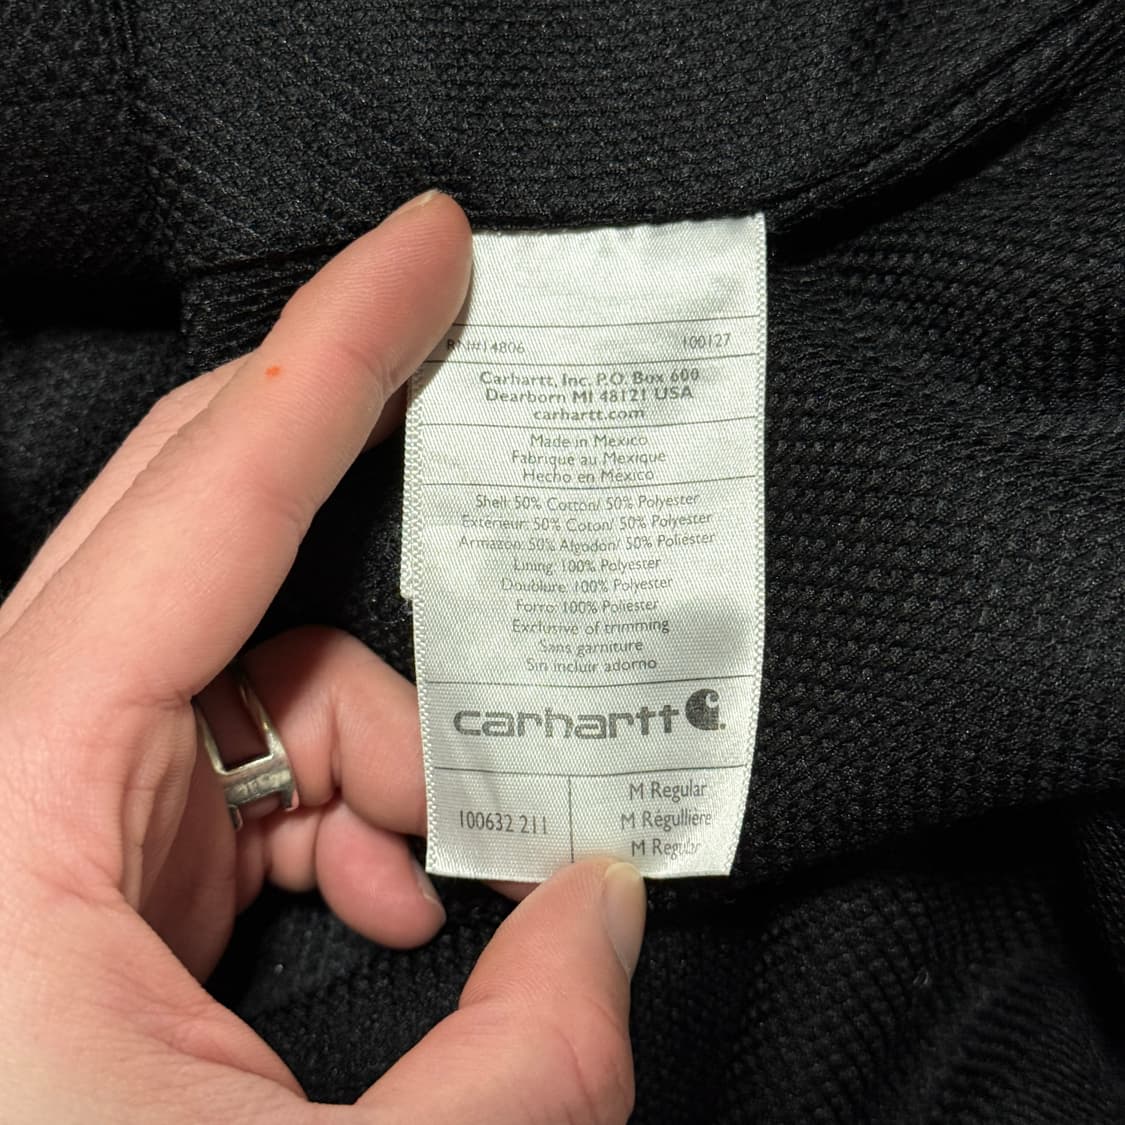 RN#14806 100127
Carhartt, Inc. P.O. Box 600
Dearborn MI 48121 USA
carhartt.com
Made in Mexico
Fabriqué au Mexique
Hecho en México
Shell: 50% Cotton/ 50% Polyester
Extérieur: 50% Coton/ 50% Polyester
Armazón: 50% Algodon/ 50% Poliester
Lining: 100% Polyester
Doublure: 100% Polyester
Forro: 100% Poliester
Exclusive of trimming
Sans garniture
Sin incluir adorno
carhartt
100632 211
M Regular
M Régullière
M Regular